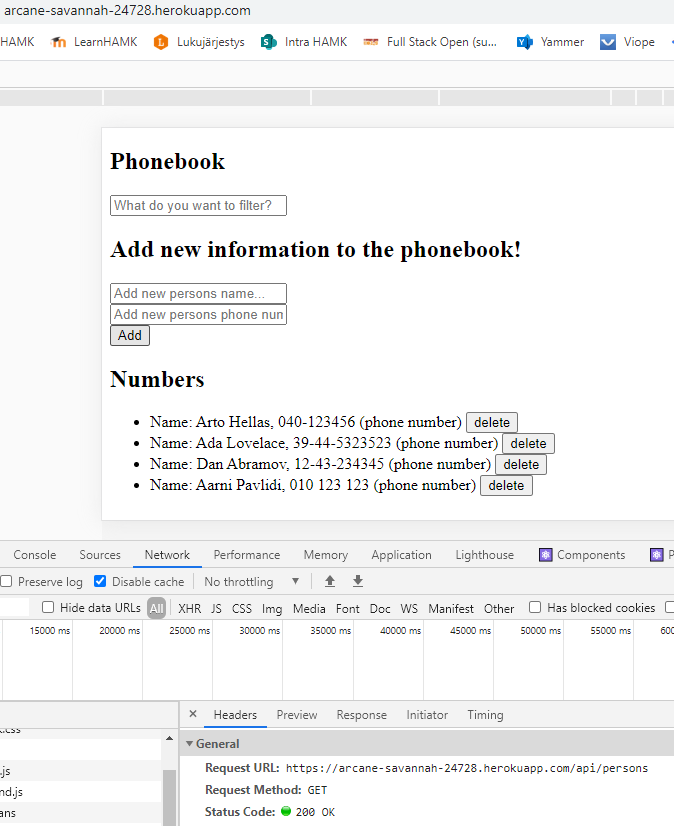 arcane-savannah-24728.herokuapp.com
HAMK LearnHAMK Lukujärjestys Intra HAMK Full Stack Open (su... Yammer Viope
Phonebook
What do you want to filter?
Add new information to the phonebook!
Add new persons name...
Add new persons phone num
Add
Numbers
Name: Arto Hellas, 040-123456 (phone number) delete
Name: Ada Lovelace, 39-44-5323523 (phone number) delete
Name: Dan Abramov, 12-43-234345 (phone number) delete
Name: Aarni Pavlidi, 010 123 123 (phone number) delete
Console Sources Network Performance Memory Application Lighthouse Components P
Preserve log Disable cache No throttling
Hide data URLs All XHR JS CSS Img Media Font Doc WS Manifest Other Has blocked cookies
15000 ms 20000 ms 25000 ms 30000 ms 35000 ms 40000 ms 45000 ms 50000 ms 55000 ms 600
Headers Preview Response Initiator Timing
.css
General
.js
Request URL: https://arcane-savannah-24728.herokuapp.com/api/persons
nd.js
Request Method: GET
ans
Status Code: 200 OK